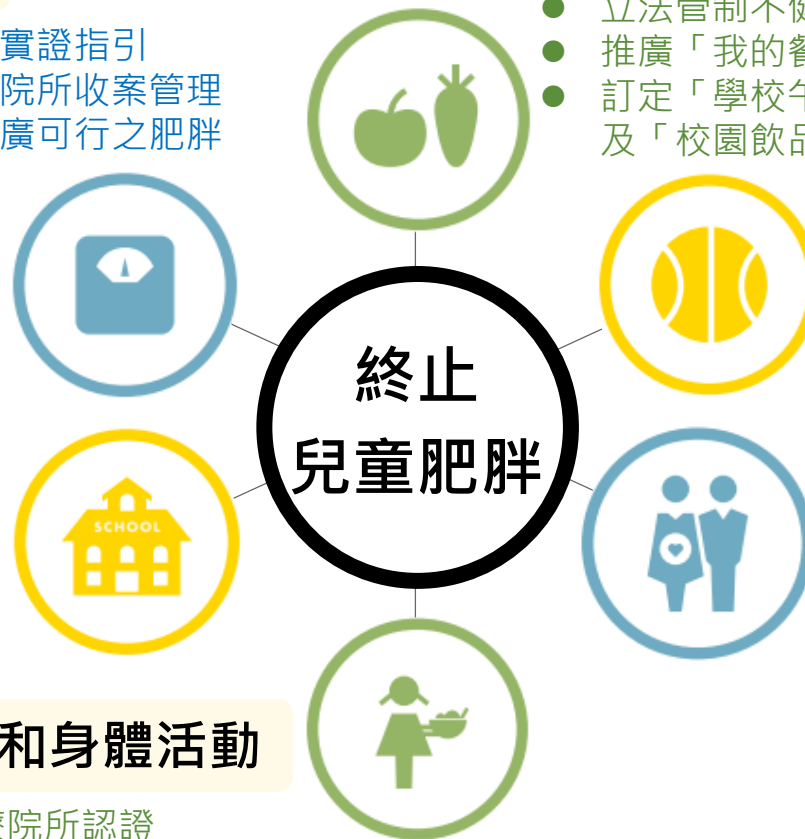 實證指引
院所收案管理
廣可行之肥胖
● 立法管制不
● 推廣「我的
● 訂定「學校午
及「校園飲品
終止
兒童肥胖
SCHOOL
和身體活動
院所認證